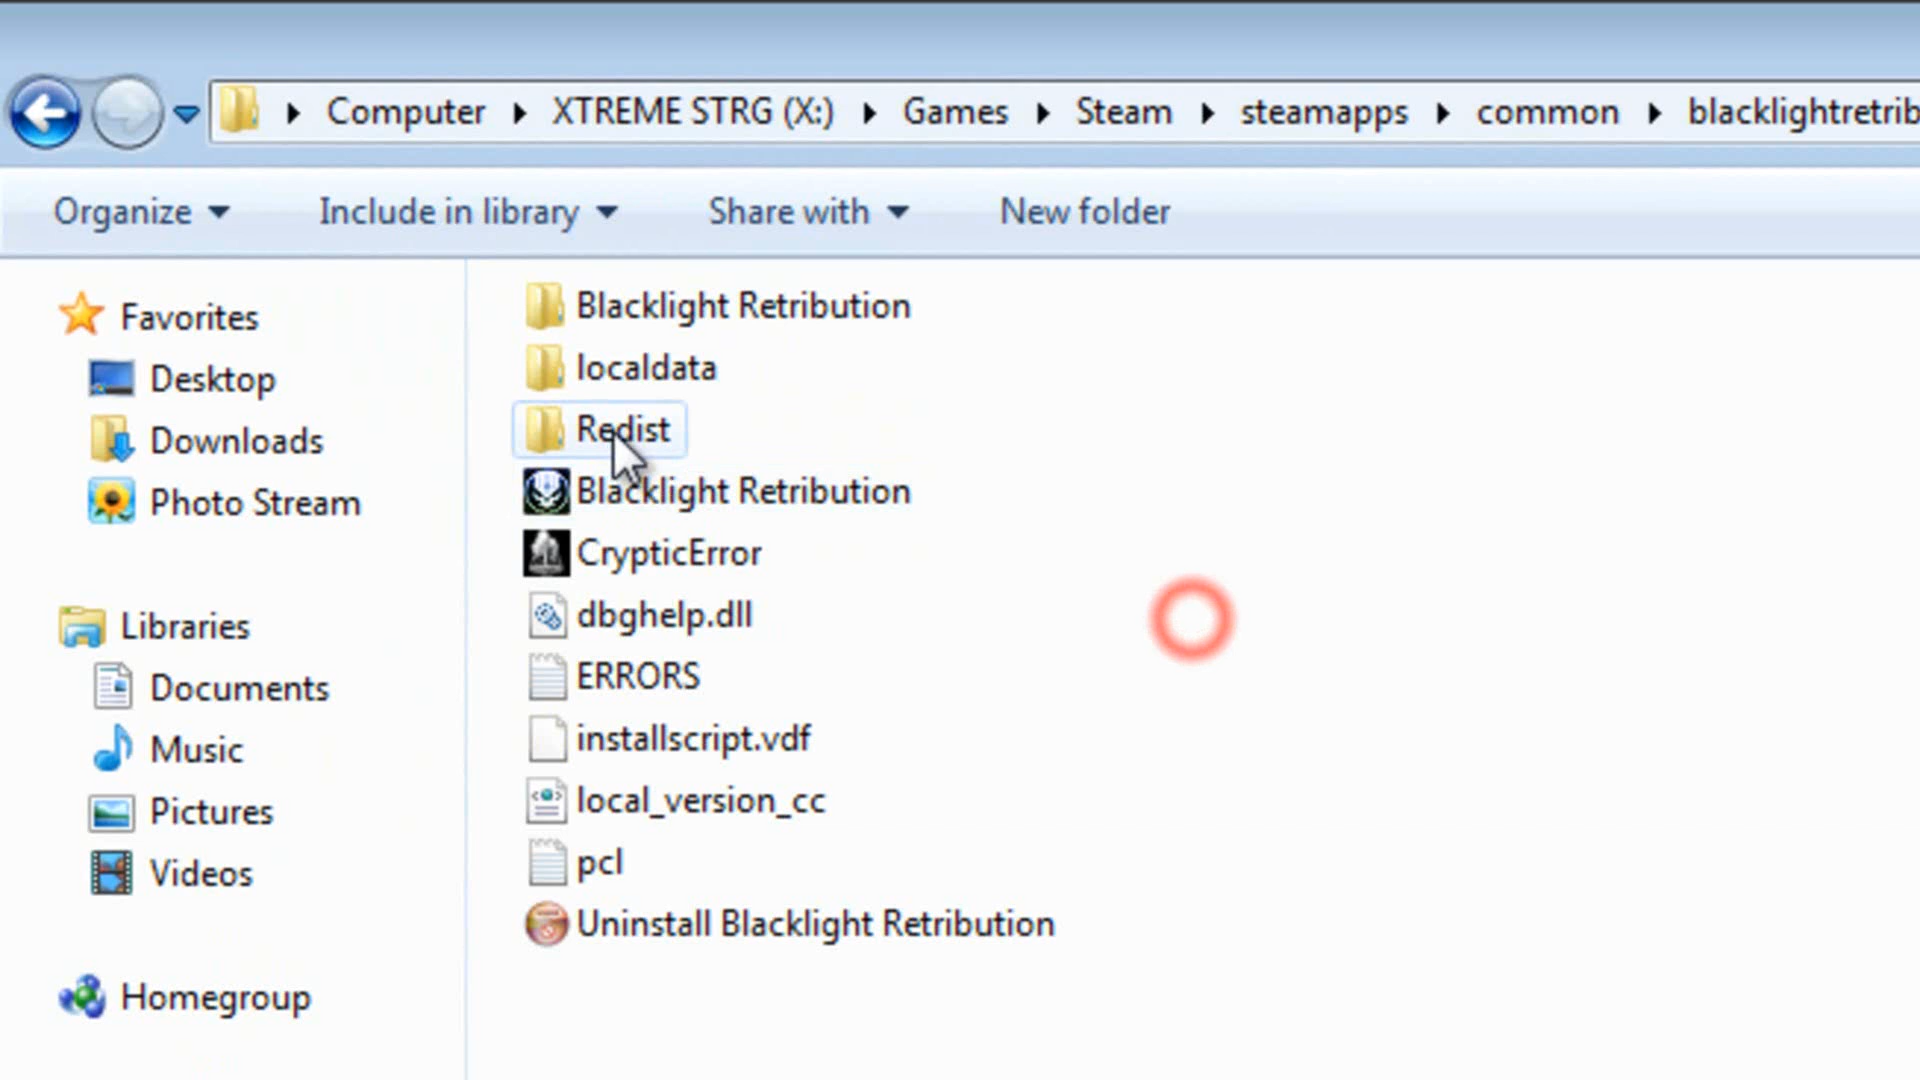 Computer XTREME STRG (X:) Games Steam steamapps common blacklightretrib
Organize Include in library Share with New folder
Favorites
Desktop
Downloads
Photo Stream
Libraries
Documents
Music
Pictures
Videos
Homegroup
Blacklight Retribution
localdata
Redist
Blacklight Retribution
CrypticError
dbghelp.dll
ERRORS
installscript.vdf
local_version_cc
pcl
Uninstall Blacklight Retribution